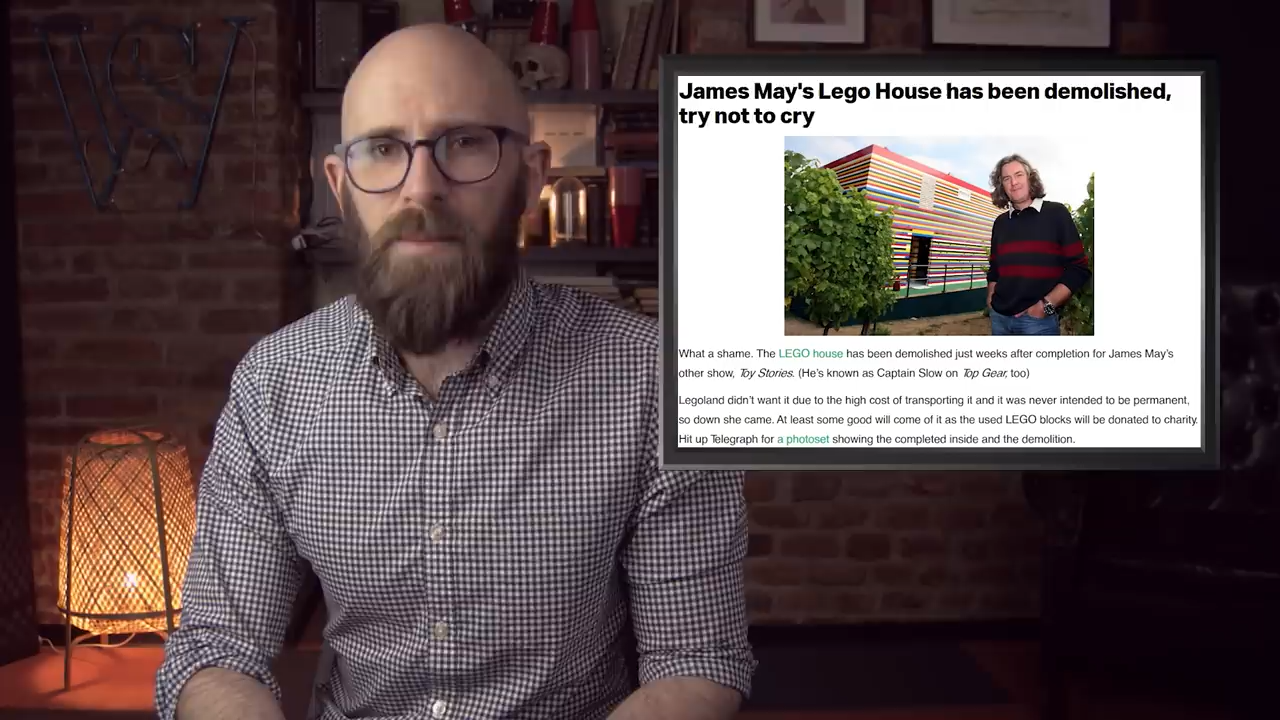 James May's Lego House has been demolished,
try not to cry
What a shame. The LEGO house has been demolished just weeks after completion for James May's
other show, Toy Stories. (He's known as Captain Slow on Top Gear, too)
Legoland didn't want it due to the high cost of transporting it and it was never intended to be permanent,
so down she came. At least some good will come of it as the used LEGO blocks will be donated to charity.
Hit up Telegraph for a photoset showing the completed inside and the demolition.